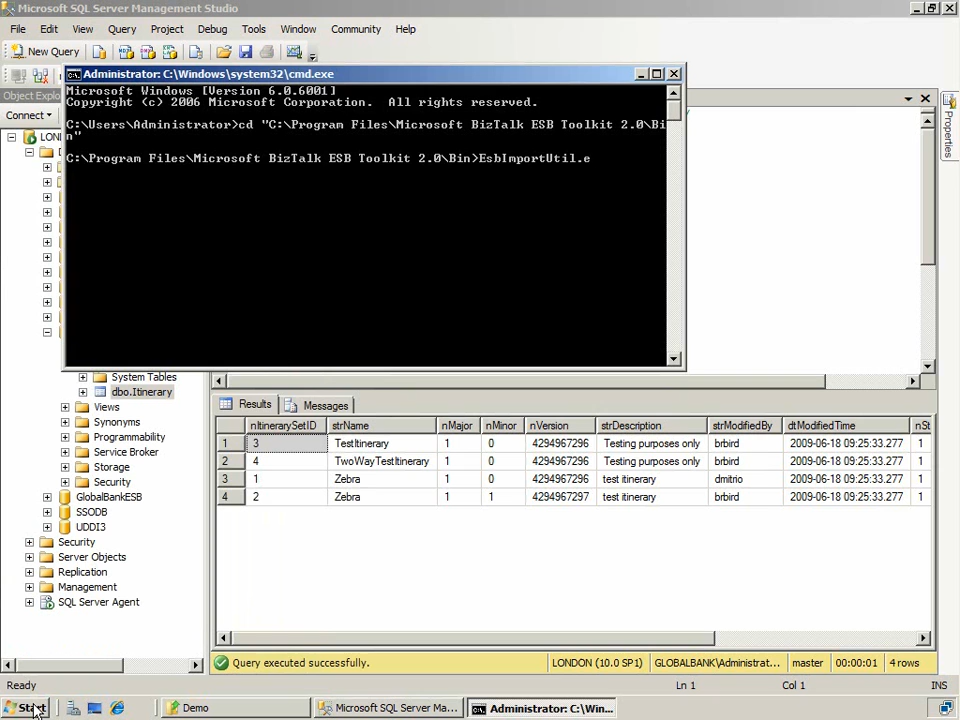 Microsoft SQL Server Management Studio
File Edit View Query Project Debug Tools Window Community Help
New Query
Administrator: C:\Windows\system32\cmd.exe
Microsoft Windows [Version 6.0.6001]
Copyright (c) 2006 Microsoft Corporation.  All rights reserved.
C:\Users\Administrator>cd "C:\Program Files\Microsoft BizTalk ESB Toolkit 2.0\Bi
n"
C:\Program Files\Microsoft BizTalk ESB Toolkit 2.0\Bin>EsbImportUtil.e
Object Explo
Connect
LON
D
Properties
System Tables
dbo.Itinerary
Views
Synonyms
Programmability
Service Broker
Storage
Security
GlobalBankESB
SSODB
UDDI3
Security
Server Objects
Replication
Management
SQL Server Agent
Results Messages
nItinerarySetID strName nMajor nMinor nVersion strDescription strModifiedBy dtModifiedTime nSt
1 3 TestItinerary 1 0 4294967296 Testing purposes only brbird 2009-06-18 09:25:33.277 1
2 4 TwoWayTestItinerary 1 0 4294967296 Testing purposes only brbird 2009-06-18 09:25:33.277 1
3 1 Zebra 1 0 4294967296 test itinerary dmitrio 2009-06-18 09:25:33.277 1
4 2 Zebra 1 1 4294967297 test itinerary brbird 2009-06-18 09:25:33.277 1
Query executed successfully. LONDON (10.0 SP1) GLOBALBANK\Administrat... master 00:00:01 4 rows
Ready Ln 1 Col 1 INS
Start Demo Microsoft SQL Server Ma... Administrator: C:\Win...